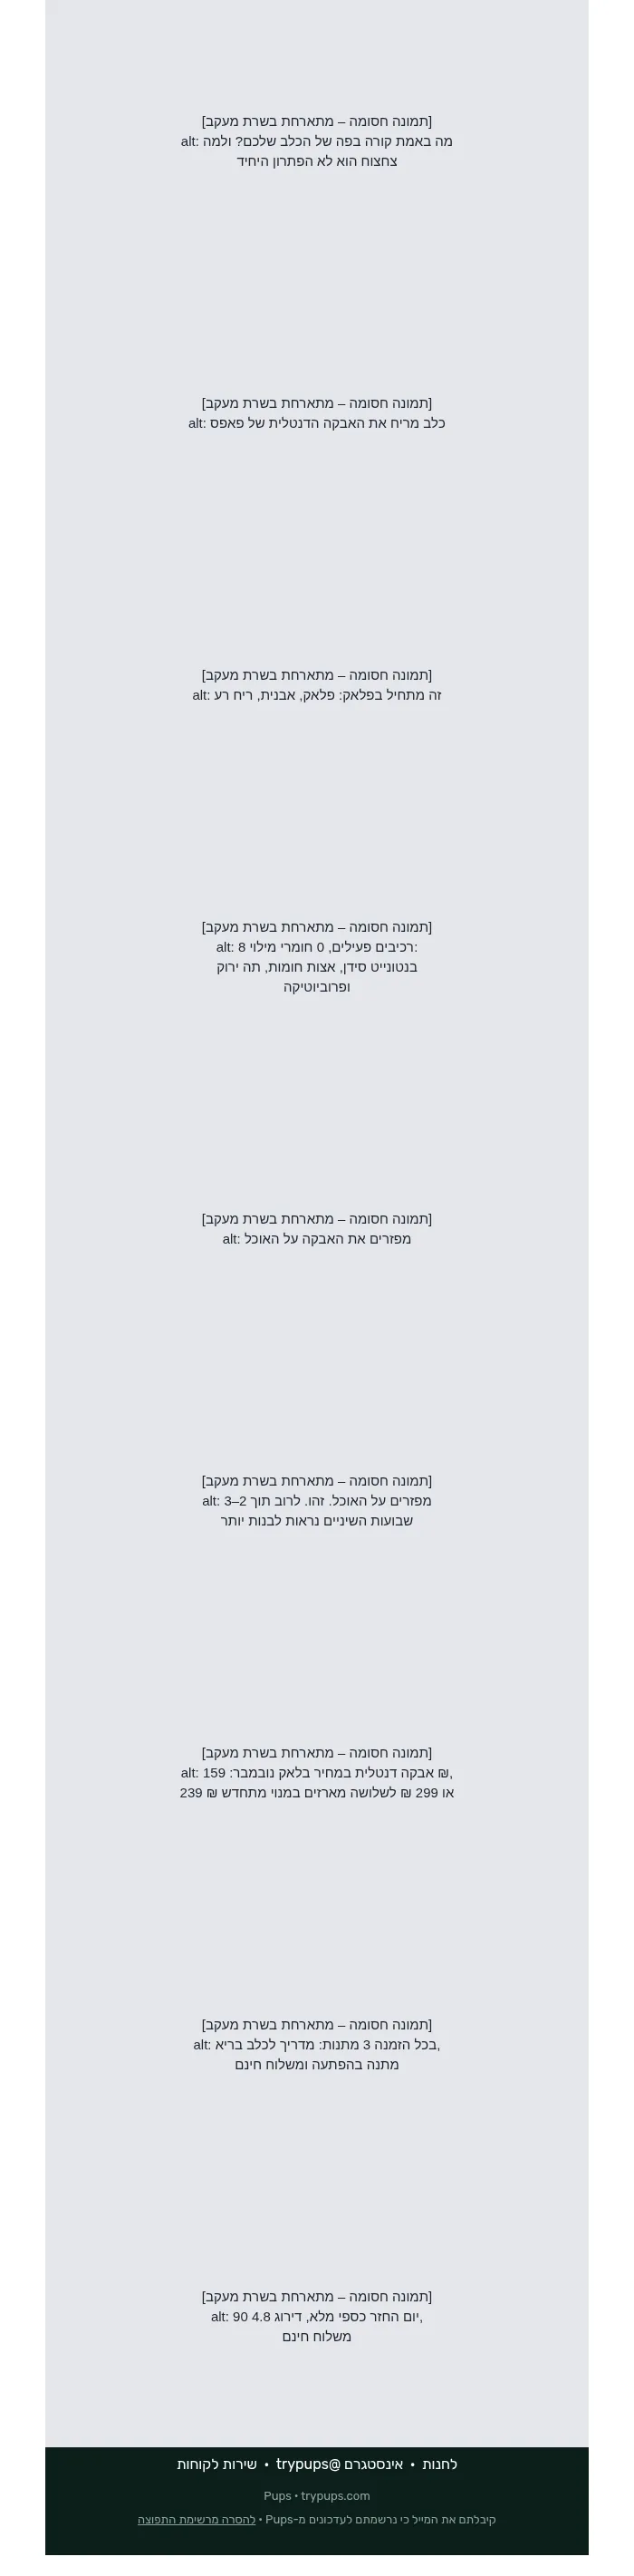 [תמונה חסומה – מתארחת בשרת מעקב]
alt: מה באמת קורה בפה של הכלב שלכם? ולמה
צחצוח הוא לא הפתרון היחיד
[תמונה חסומה – מתארחת בשרת מעקב]
alt: כלב מריח את האבקה הדנטלית של פאפס
[תמונה חסומה – מתארחת בשרת מעקב]
alt: זה מתחיל בפלאק: פלאק, אבנית, ריח רע
[תמונה חסומה – מתארחת בשרת מעקב]
alt: 8 רכיבים פעילים, 0 חומרי מילוי:
בנטונייט סידן, אצות חומות, תה ירוק
ופרוביוטיקה
[תמונה חסומה – מתארחת בשרת מעקב]
alt: מפזרים את האבקה על האוכל
[תמונה חסומה – מתארחת בשרת מעקב]
alt: מפזרים על האוכל. זהו. לרוב תוך 2–3
שבועות השיניים נראות לבנות יותר
[תמונה חסומה – מתארחת בשרת מעקב]
alt: אבקה דנטלית במחיר בלאק נובמבר: 159 ₪,
או 299 ₪ לשלושה מארזים במנוי מתחדש 239 ₪
[תמונה חסומה – מתארחת בשרת מעקב]
alt: בכל הזמנה 3 מתנות: מדריך לכלב בריא,
מתנה בהפתעה ומשלוח חינם
[תמונה חסומה – מתארחת בשרת מעקב]
alt: 90 יום החזר כספי מלא, דירוג 4.8,
משלוח חינם
לחנות • אינסטגרם @trypups • שירות לקוחות
Pups • trypups.com
קיבלתם את המייל כי נרשמתם לעדכונים מ-Pups • להסרה מרשימת התפוצה